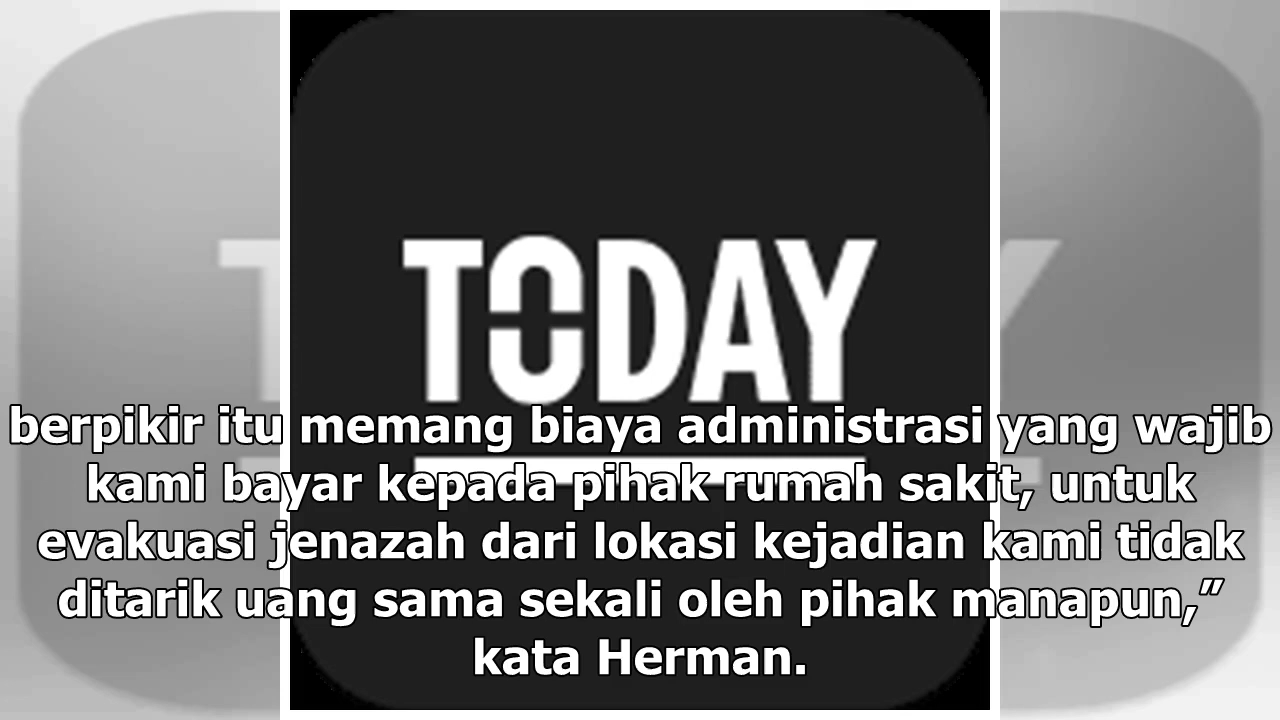 TODAY
berpikir itu memang biaya administrasi yang wajib
kami bayar kepada pihak rumah sakit, untuk
evakuasi jenazah dari lokasi kejadian kami tidak
ditarik uang sama sekali oleh pihak manapun,”
kata Herman.